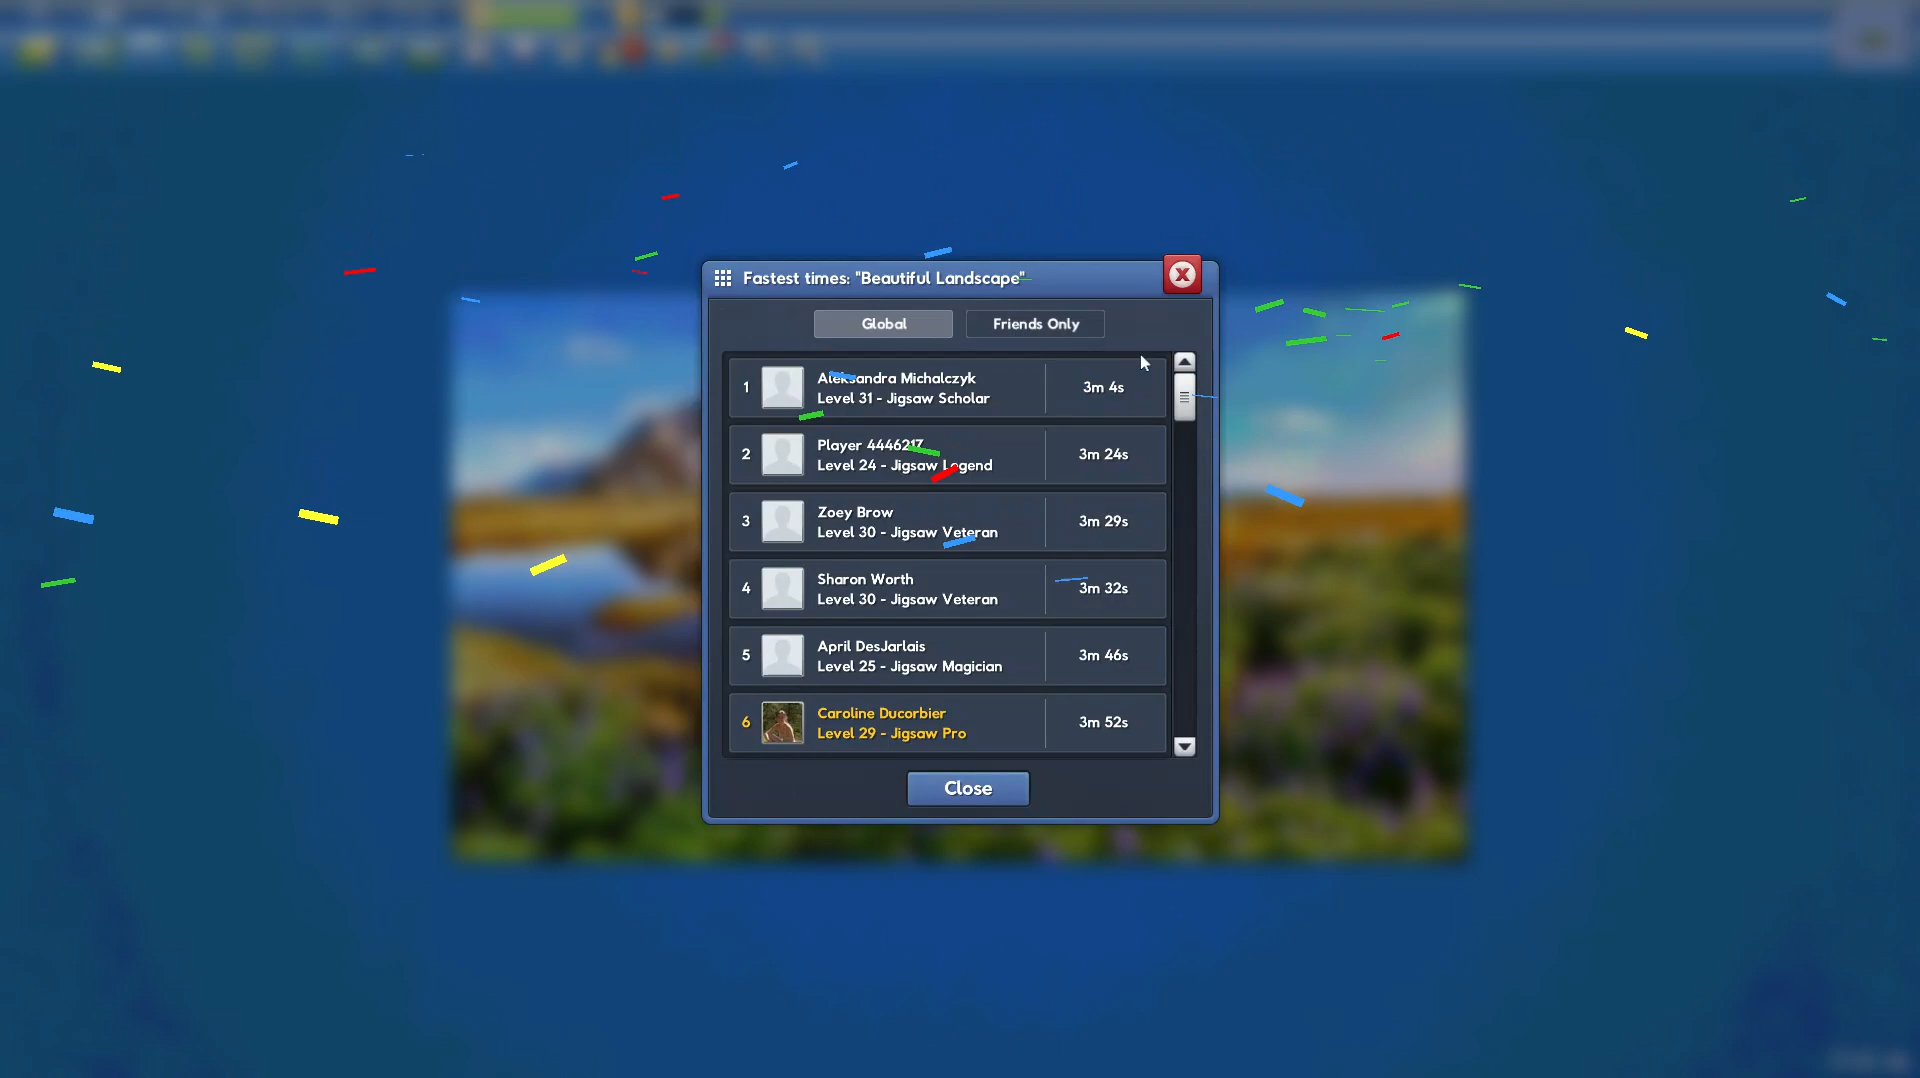 Fastest times: "Beautiful Landscape"
Global
Friends Only
1
Aleksandra Michalczyk
Level 31 - Jigsaw Scholar
3m 4s
2
Player 4446217
Level 24 - Jigsaw Legend
3m 24s
3
Zoey Brow
Level 30 - Jigsaw Veteran
3m 29s
4
Sharon Worth
Level 30 - Jigsaw Veteran
3m 32s
5
April DesJarlais
Level 25 - Jigsaw Magician
3m 46s
6
Caroline Ducorbier
Level 29 - Jigsaw Pro
3m 52s
Close